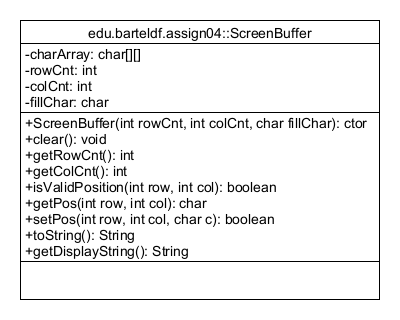 edu.barteldf.assign04::ScreenBuffer
-charArray: char[][]
-rowCnt: int
-colCnt: int
-fillChar: char
+ScreenBuffer(int rowCnt, int colCnt, char fillChar): ctor
+clear(): void
+getRowCnt(): int
+getColCnt(): int
+isValidPosition(int row, int col): boolean
+getPos(int row, int col): char
+setPos(int row, int col, char c): boolean
+toString(): String
+getDisplayString(): String